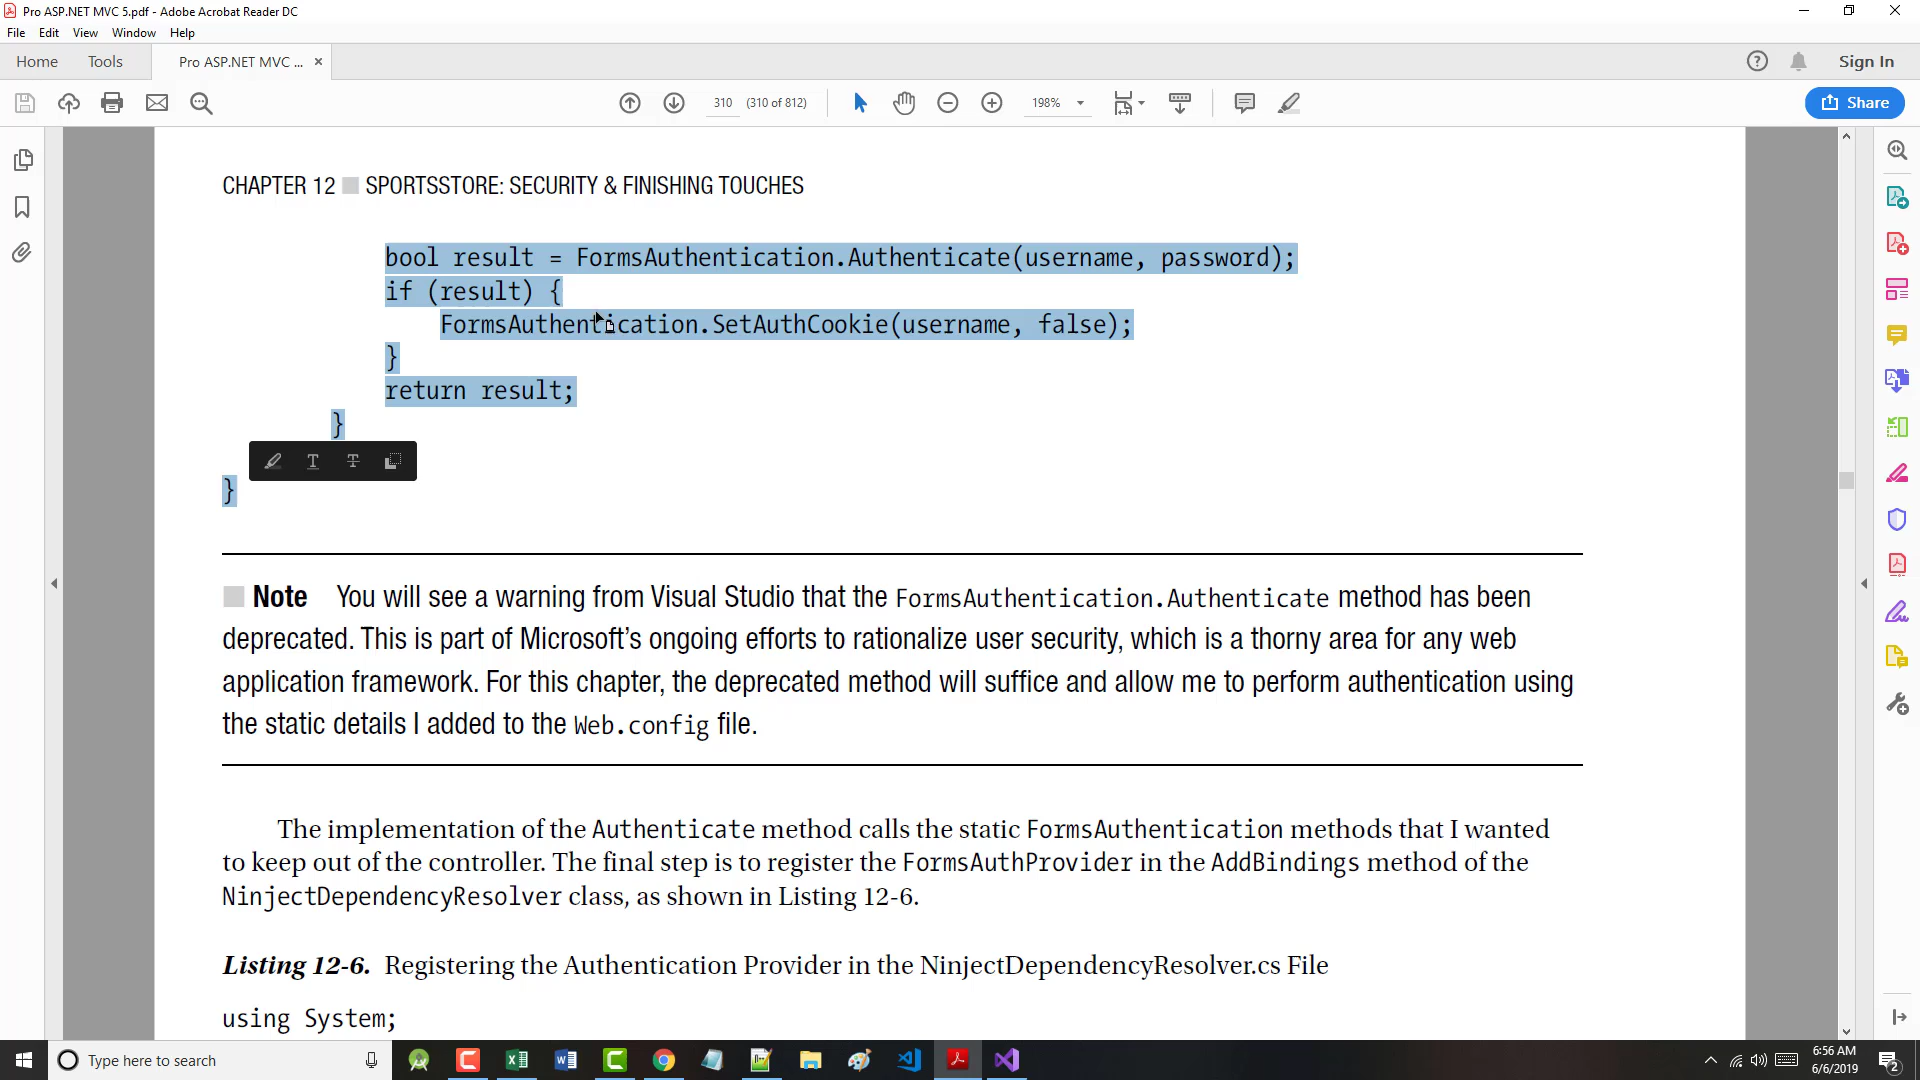 Pro ASP.NET MVC 5.pdf - Adobe Acrobat Reader DC
File Edit View Window Help
Home Tools Pro ASP.NET MVC ... × Sign In
310 (310 of 812) 198% Share
CHAPTER 12 ■ SPORTSSTORE: SECURITY & FINISHING TOUCHES
bool result = FormsAuthentication.Authenticate(username, password);
if (result) {
FormsAuthentication.SetAuthCookie(username, false);
}
return result;
}
}
■ Note You will see a warning from Visual Studio that the FormsAuthentication.Authenticate method has been
deprecated. This is part of Microsoft’s ongoing efforts to rationalize user security, which is a thorny area for any web
application framework. For this chapter, the deprecated method will suffice and allow me to perform authentication using
the static details I added to the Web.config file.
The implementation of the Authenticate method calls the static FormsAuthentication methods that I wanted
to keep out of the controller. The final step is to register the FormsAuthProvider in the AddBindings method of the
NinjectDependencyResolver class, as shown in Listing 12-6.
Listing 12-6. Registering the Authentication Provider in the NinjectDependencyResolver.cs File
using System;
Type here to search
6:56 AM
6/6/2019
2